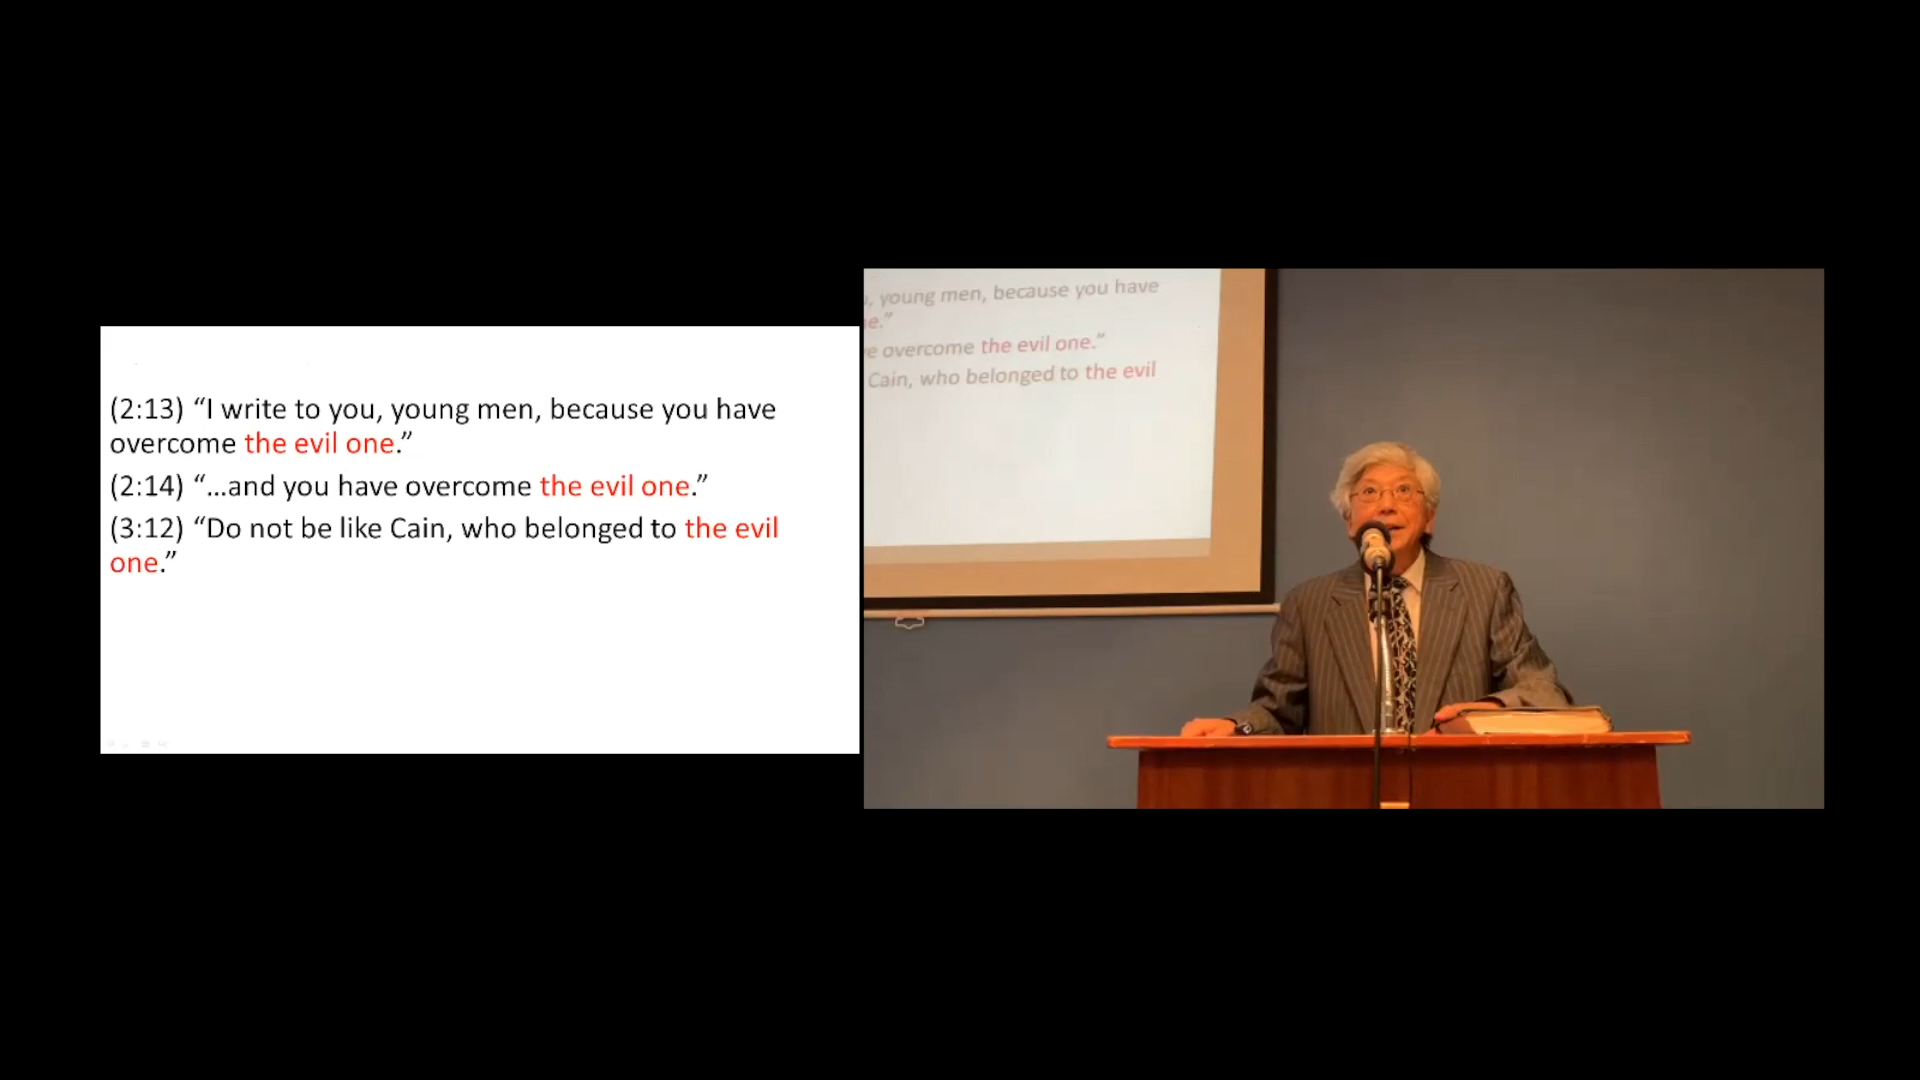 (2:13) “I write to you, young men, because you have
overcome the evil one.”
(2:14) “...and you have overcome the evil one.”
(3:12) “Do not be like Cain, who belonged to the evil
one.”
, young men, because you have
overcome the evil one.”
Cain, who belonged to the evil